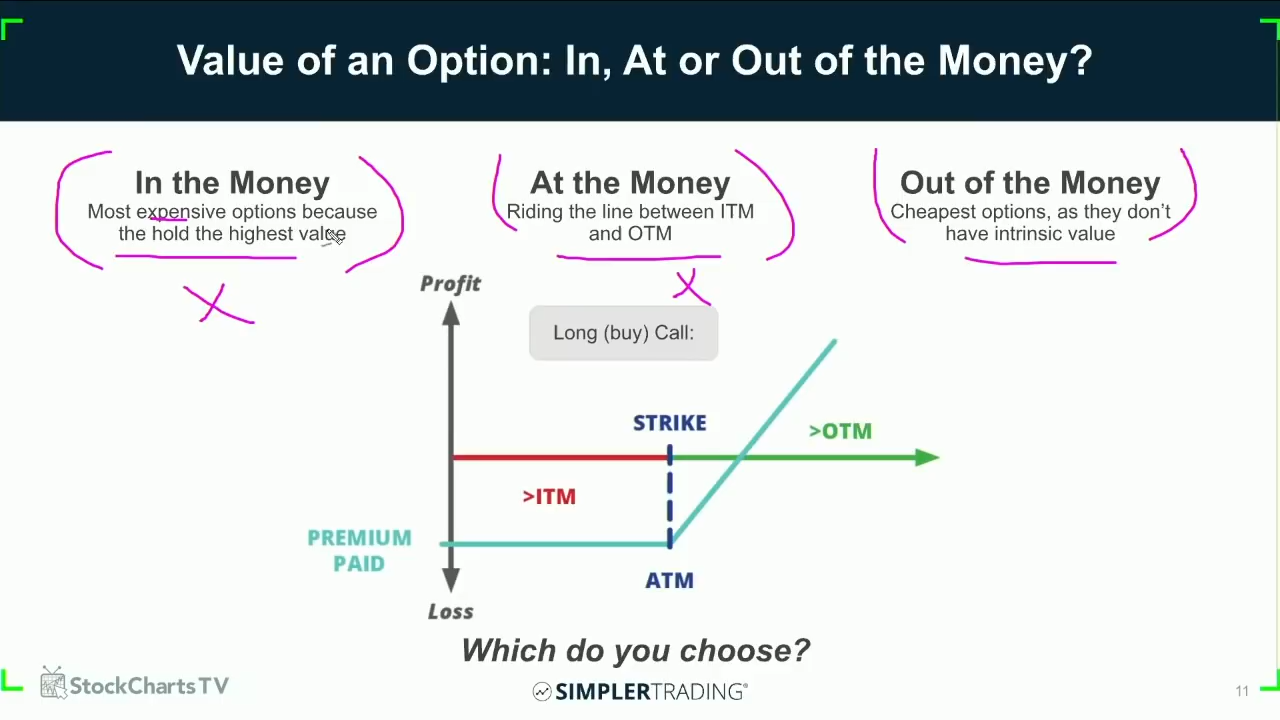 Value of an Option: In, At or Out of the Money?
In the Money
Most expensive options because
the hold the highest value
At the Money
Riding the line between ITM
and OTM
Out of the Money
Cheapest options, as they don't
have intrinsic value
Profit
Long (buy) Call:
STRIKE
>OTM
>ITM
PREMIUM
PAID
ATM
Loss
Which do you choose?
StockCharts TV
SIMPLERTRADING®
11